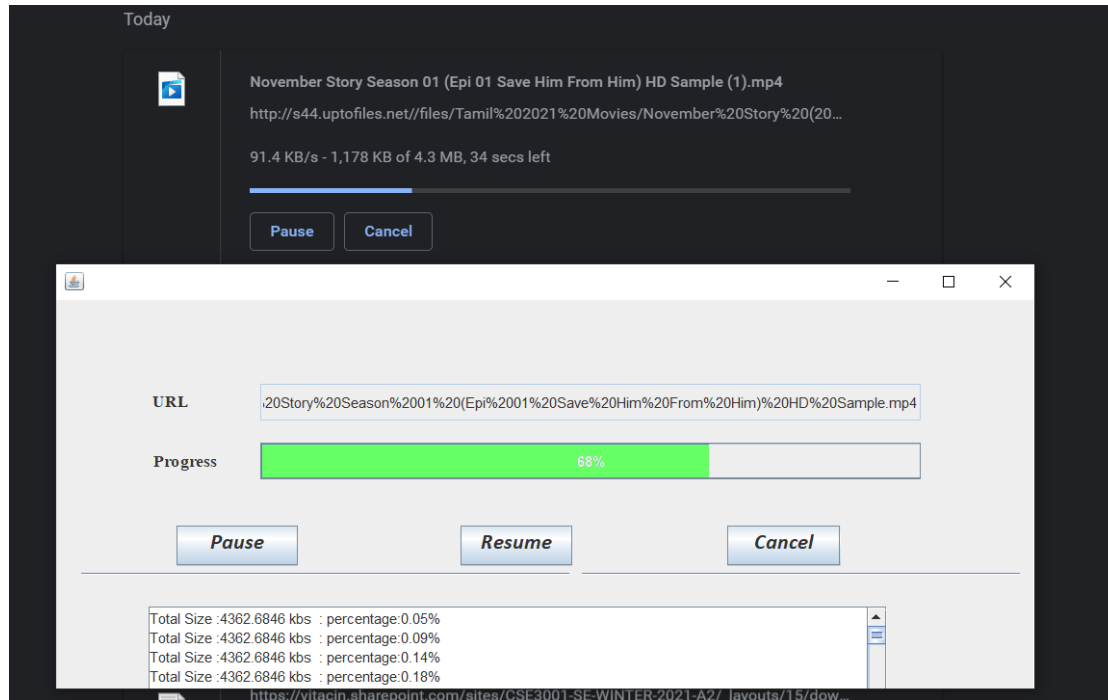 Today
November Story Season 01 (Epi 01 Save Him From Him) HD Sample (1).mp4
http://s44.uptofiles.net//files/Tamil%202021%20Movies/November%20Story%20(20...
91.4 KB/s - 1,178 KB of 4.3 MB, 34 secs left
Pause Cancel
URL %20Story%20Season%2001%20(Epi%2001%20Save%20Him%20From%20Him)%20HD%20Sample.mp4
Progress 68%
Pause Resume Cancel
Total Size :4362.6846 kbs : percentage:0.05%
Total Size :4362.6846 kbs : percentage:0.09%
Total Size :4362.6846 kbs : percentage:0.14%
Total Size :4362.6846 kbs : percentage:0.18%
https://vitacin.sharepoint.com/sites/CSE3001-SE-WINTER-2021-A2/_layouts/15/dow...